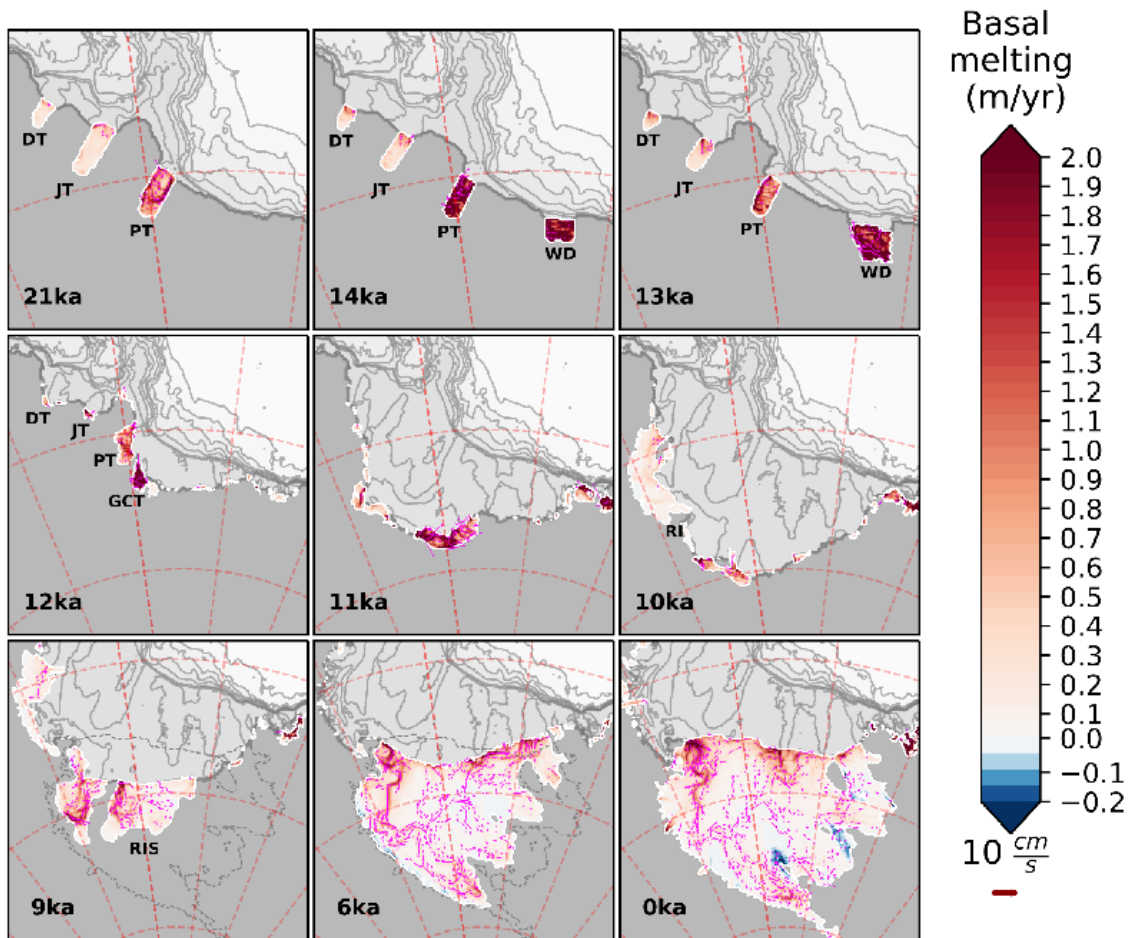 DT
JT
PT
21ka
DT
JT
PT
WD
14ka
DT
JT
PT
WD
13ka
DT
JT
PT
GCT
12ka
11ka
RI
10ka
RIS
9ka
6ka
0ka
Basal
melting
(m/yr)
2.0
1.9
1.8
1.7
1.6
1.5
1.4
1.3
1.2
1.1
1.0
0.9
0.8
0.7
0.6
0.5
0.4
0.3
0.2
0.1
0.0
−0.1
−0.2
10 cm/s